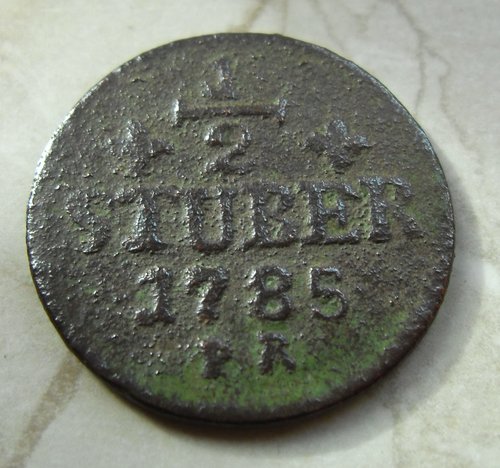 1/2
STUBER
·1785·
PR